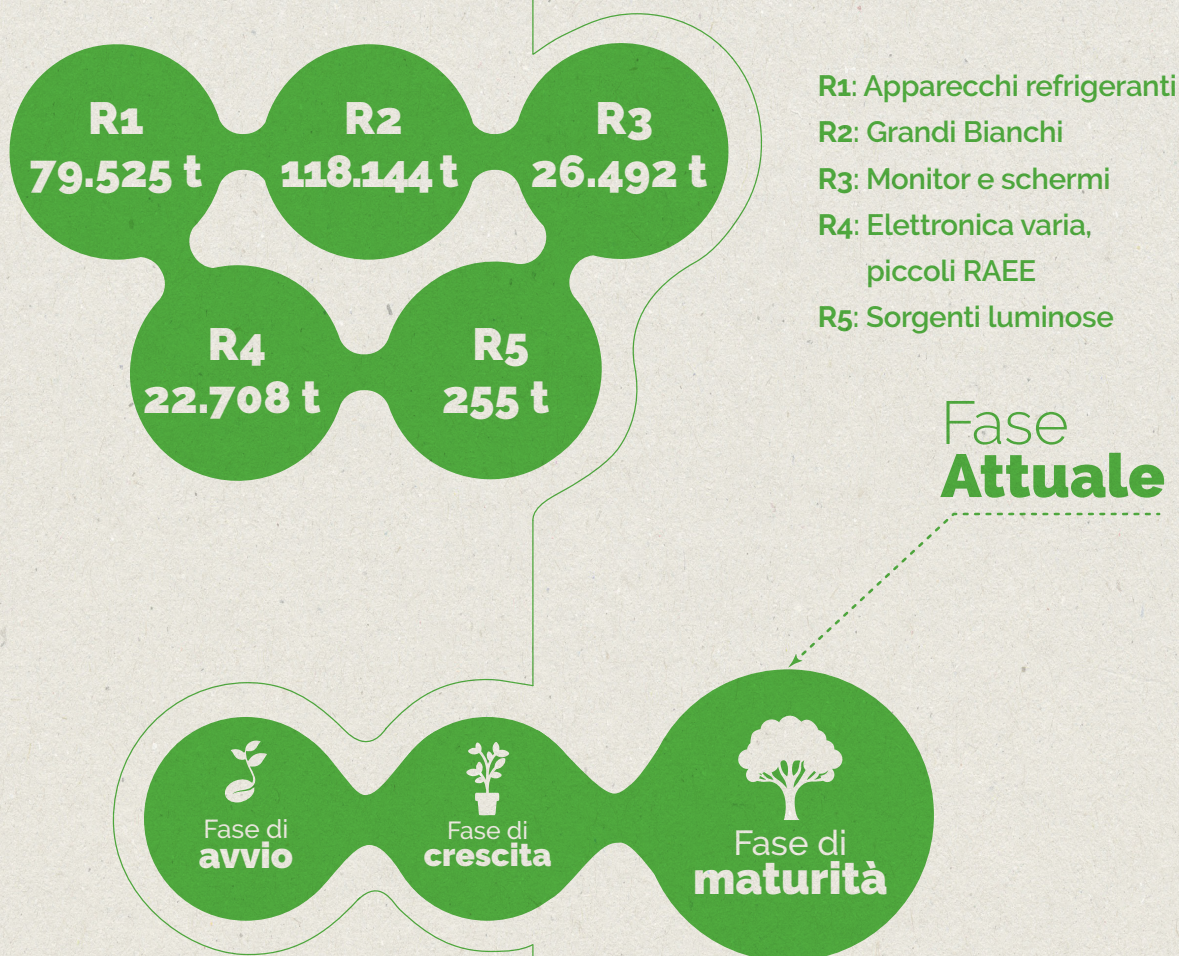 R1
79.525 t
R2
118.144 t
R3
26.492 t
R4
22.708 t
R5
255 t
R1: Apparecchi refrigeranti
R2: Grandi Bianchi
R3: Monitor e schermi
R4: Elettronica varia,
piccoli RAEE
R5: Sorgenti luminose
Fase
Attuale
Fase di
avvio
Fase di
crescita
Fase di
maturità